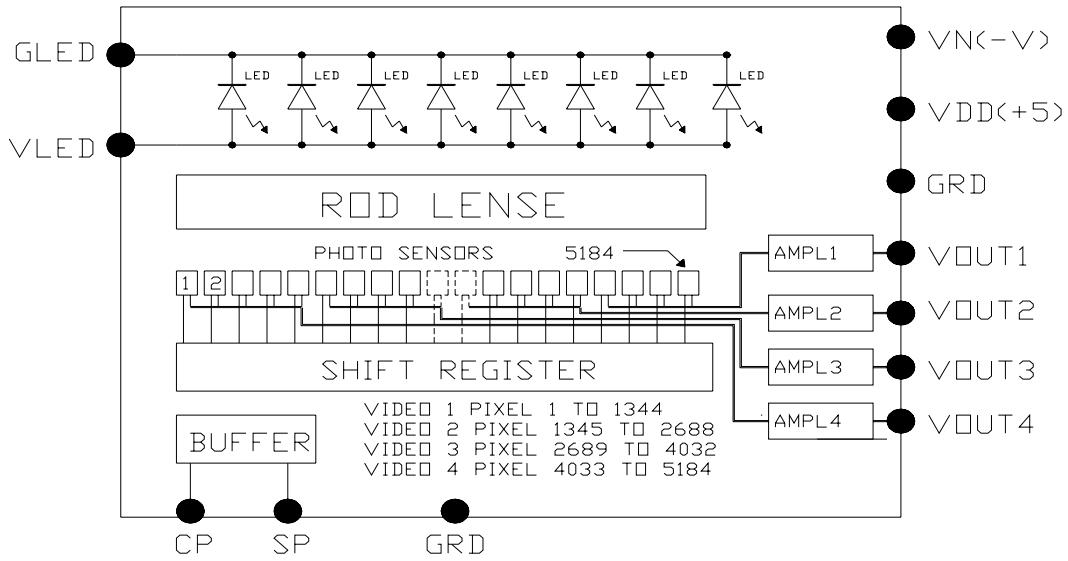 GLED
VN(-V)
LED LED LED LED LED LED LED LED
VDD(+5)
VLED
GRD
ROD LENSE
PHOTO SENSORS
5184
AMPL1
VOUT1
1 2
AMPL2
VOUT2
SHIFT REGISTER
AMPL3
VOUT3
VIDEO 1 PIXEL 1 TO 1344
AMPL4
VOUT4
VIDEO 2 PIXEL 1345 TO 2688
BUFFER
VIDEO 3 PIXEL 2689 TO 4032
VIDEO 4 PIXEL 4033 TO 5184
CP
SP
GRD